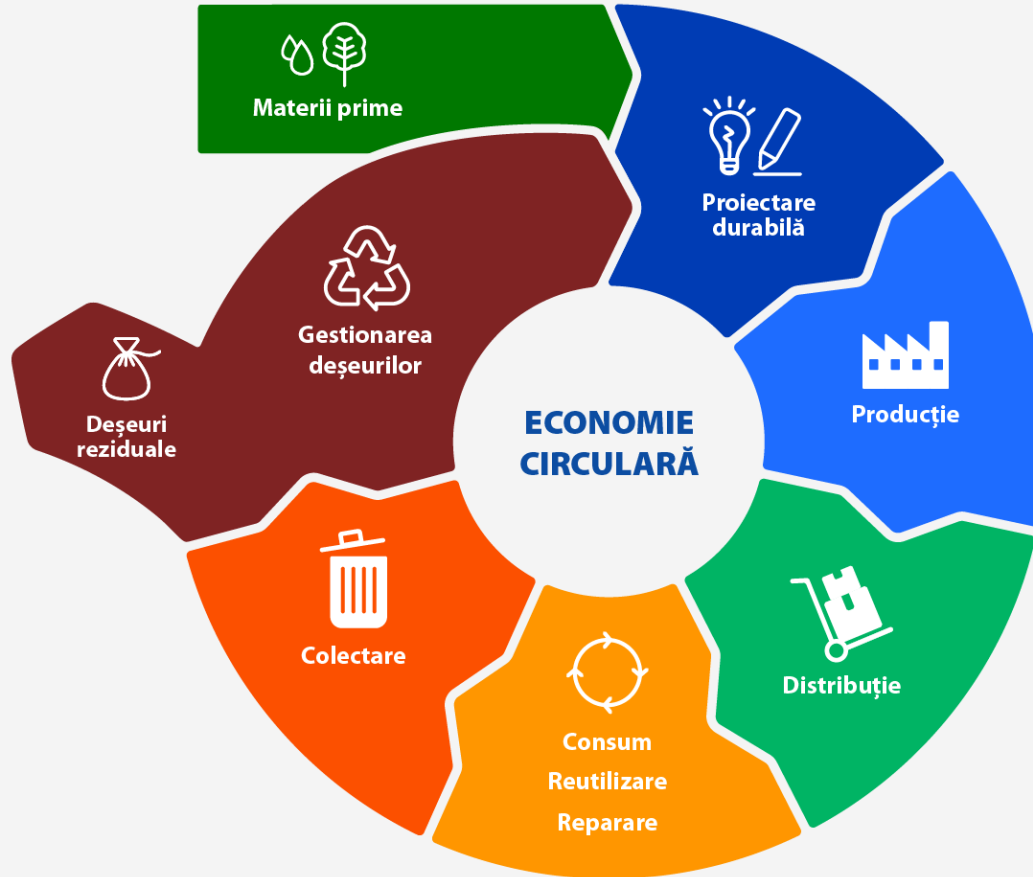 Materii prime
Proiectare
durabilă
Producție
Distribuție
Consum
Reutilizare
Reparare
Colectare
Gestionarea
deșeurilor
Deșeuri
reziduale
ECONOMIE
CIRCULARĂ